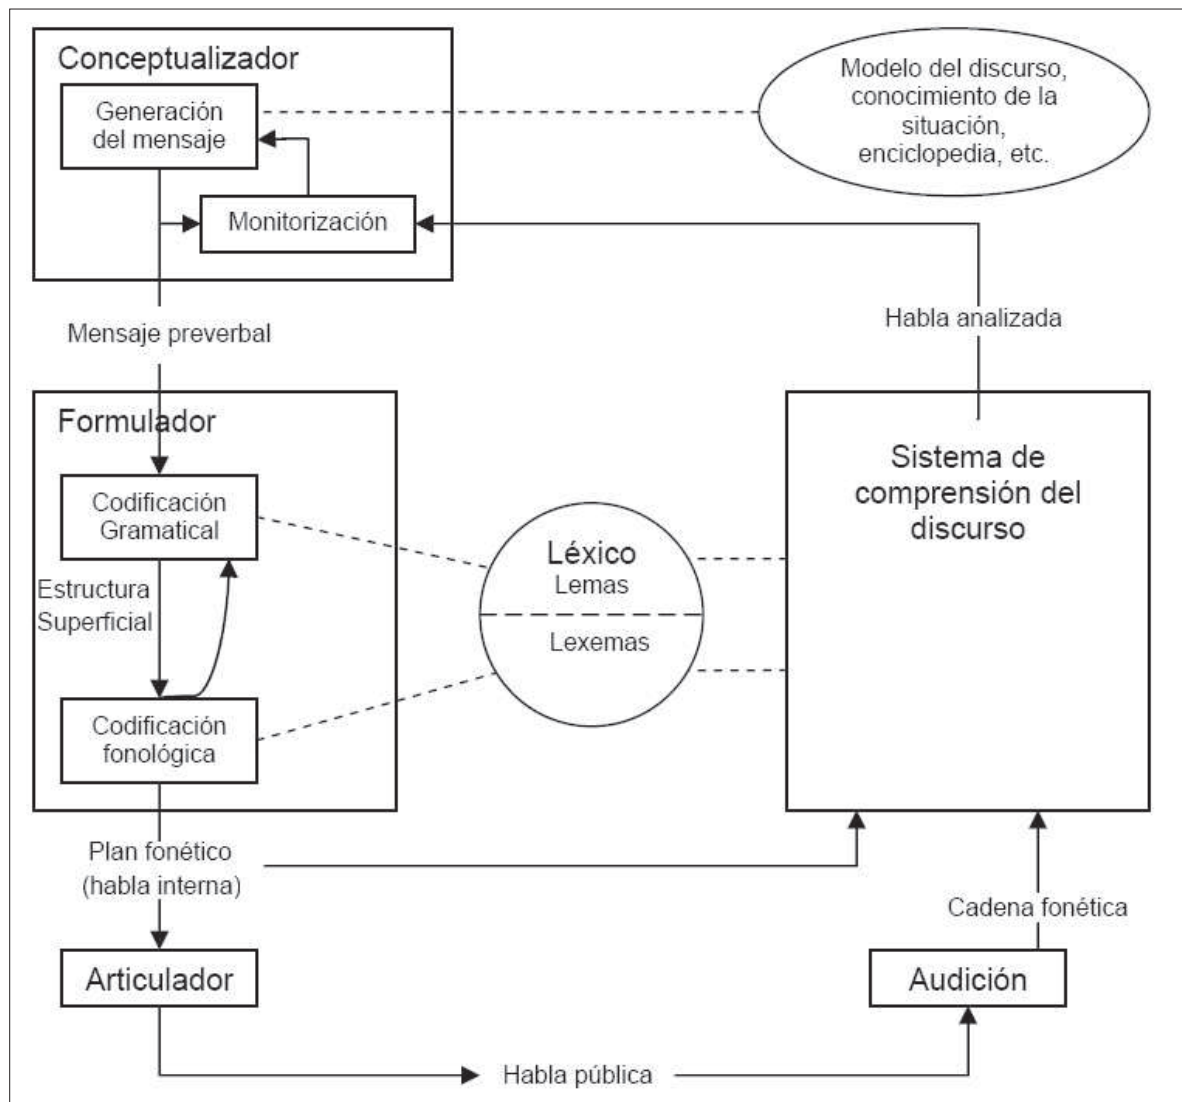 Conceptualizador
Generación
del mensaje
Monitorización
Modelo del discurso,
conocimiento de la
situación,
enciclopedia, etc.
Mensaje preverbal
Habla analizada
Formulador
Codificación
Gramatical
Estructura
Superficial
Codificación
fonológica
Léxico
Lemas
Lexemas
Sistema de
comprensión del
discurso
Plan fonético
(habla interna)
Cadena fonética
Articulador
Audición
Habla pública